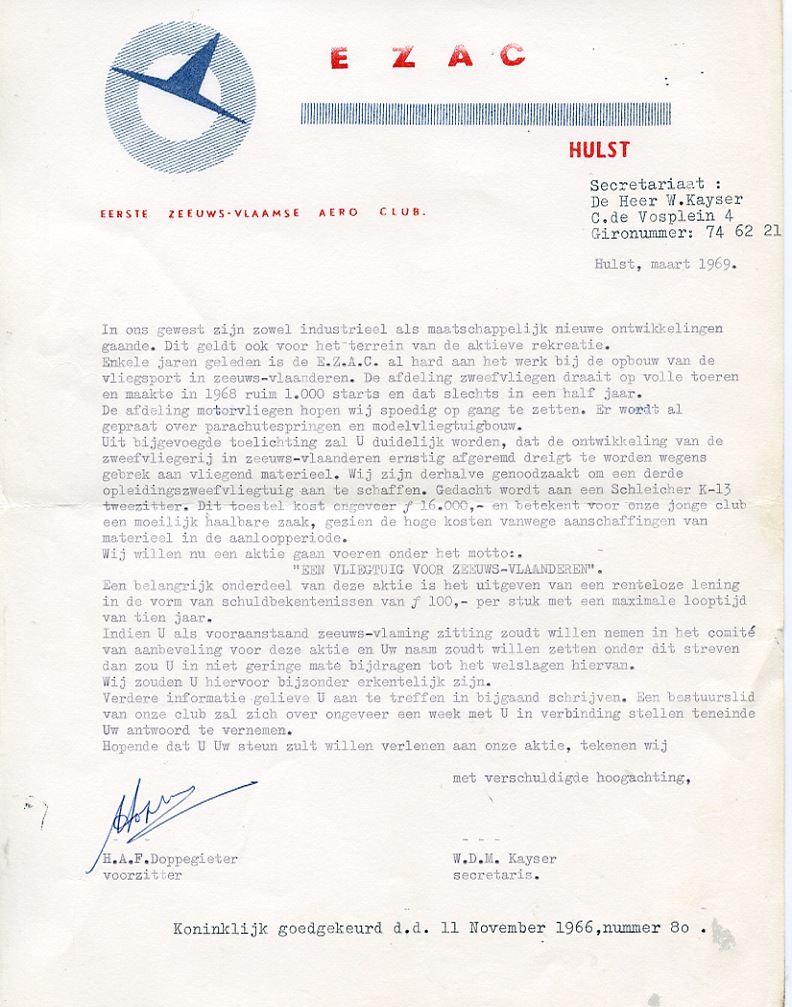 E Z A C
HULST
Secretariaat :
De Heer W.Kayser
C.de Vosplein 4
Gironummer: 74 62 21
EERSTE ZEEUWS-VLAAMSE AERO CLUB.
Hulst, maart 1969.
In ons gewest zijn zowel industrieel als maatschappelijk nieuwe ontwikkelingen
gaande. Dit geldt ook voor het terrein van de aktieve rekreatie.
Enkele jaren geleden is de E.Z.A.C. al hard aan het werk bij de opbouw van de
vliegsport in zeeuws-vlaanderen. De afdeling zweefvliegen draait op volle toeren
en maakte in 1968 ruim 1.000 starts en dat slechts in een half jaar.
De afdeling motorvliegen hopen wij spoedig op gang te zetten. Er wordt al
gepraat over parachutespringen en modelvliegtuigbouw.
Uit bijgevoegde toelichting zal U duidelijk worden, dat de ontwikkeling van de
zweefvliegerij in zeeuws-vlaanderen ernstig afgeremd dreigt te worden wegens
gebrek aan vliegend materieel. Wij zijn derhalve genoodzaakt om een derde
opleidingszweefvliegtuig aan te schaffen. Gedacht wordt aan een Schleicher K-13
tweezitter. Dit toestel kost ongeveer ƒ 16.000,- en betekent voor onze jonge club
een moeilijk haalbare zaak, gezien de hoge kosten vanwege aanschaffingen van
materieel in de aanloopperiode.
Wij willen nu een aktie gaan voeren onder het motto:.
"EEN VLIEGTUIG VOOR ZEEUWS-VLAANDEREN".
Een belangrijk onderdeel van deze aktie is het uitgeven van een renteloze lening
in de vorm van schuldbekentenissen van ƒ 100,- per stuk met een maximale looptijd
van tien jaar.
Indien U als vooraanstaand zeeuws-vlaming zitting zoudt willen nemen in het comité
van aanbeveling voor deze aktie en Uw naam zoudt willen zetten onder dit streven
dan zou U in niet geringe mate bijdragen tot het welslagen hiervan.
Wij zouden U hiervoor bijzonder erkentelijk zijn.
Verdere informatie gelieve U aan te treffen in bijgaand schrijven. Een bestuurslid
van onze club zal zich over ongeveer een week met U in verbinding stellen teneinde
Uw antwoord te vernemen.
Hopende dat U Uw steun zult willen verlenen aan onze aktie, tekenen wij
met verschuldigde hoogachting,
H.A.F.Doppegieter
voorzitter
W.D.M. Kayser
secretaris.
Koninklijk goedgekeurd d.d. 11 November 1966,nummer 80 .